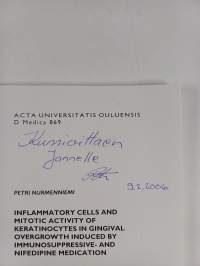 ACTA UNIVERSITATIS OULUENSIS
D Medica 869
Kunnioittaen
Jannelle
9.2.2006
PETRI NURMENNIEMI
INFLAMMATORY CELLS AND
MITOTIC ACTIVITY OF
KERATINOCYTES IN GINGIVAL
OVERGROWTH INDUCED BY
IMMUNOSUPPRESSIVE- AND
NIFEDIPINE MEDICATION